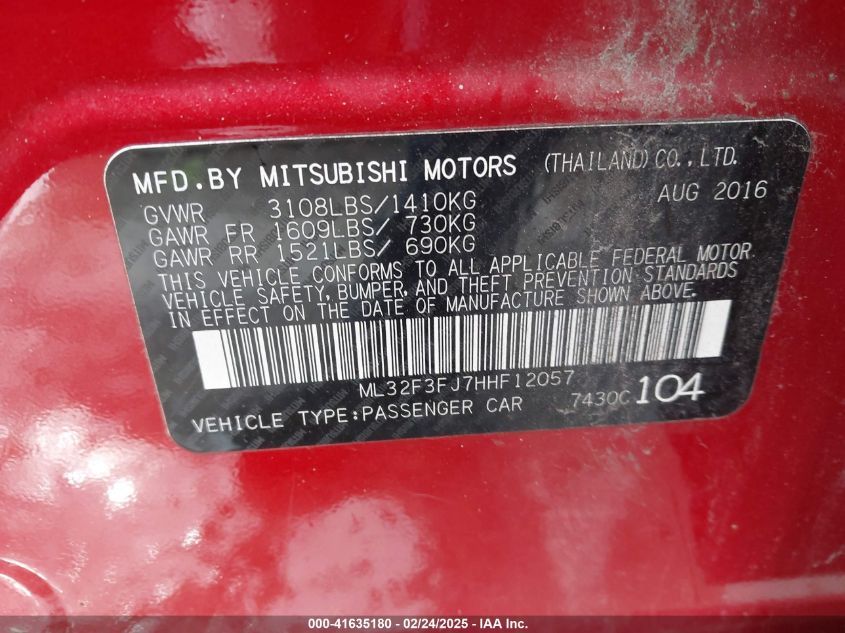 MFD.BY MITSUBISHI MOTORS (THAILAND)CO.,LTD.
AUG 2016
GVWR 3108LBS/1410KG
GAWR FR 1609LBS/ 730KG
GAWR RR 1521LBS/ 690KG
THIS VEHICLE CONFORMS TO ALL APPLICABLE FEDERAL MOTOR
VEHICLE SAFETY, BUMPER, AND THEFT PREVENTION STANDARDS
IN EFFECT ON THE DATE OF MANUFACTURE SHOWN ABOVE.
ML32F3FJ7HHF12057
VEHICLE TYPE:PASSENGER CAR 7430C 104
000-41635180 - 02/24/2025 - IAA Inc.